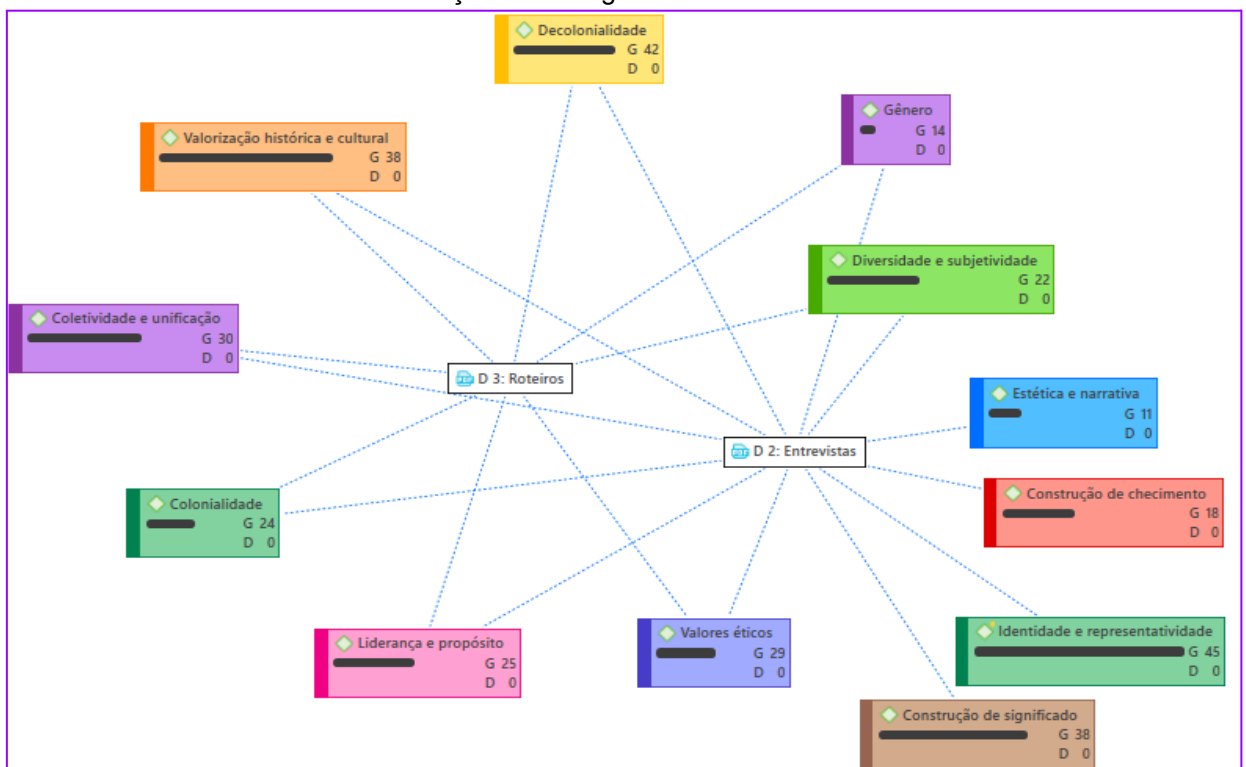 Decolonialidade
G 42
D 0
Gênero
G 14
D 0
Valorização histórica e cultural
G 38
D 0
Diversidade e subjetividade
G 22
D 0
Coletividade e unificação
G 30
D 0
D 3: Roteiros
Estética e narrativa
G 11
D 0
D 2: Entrevistas
Construção de checimento
G 18
D 0
Colonialidade
G 24
D 0
Liderança e propósito
G 25
D 0
Valores éticos
G 29
D 0
Identidade e representatividade
G 45
D 0
Construção de significado
G 38
D 0